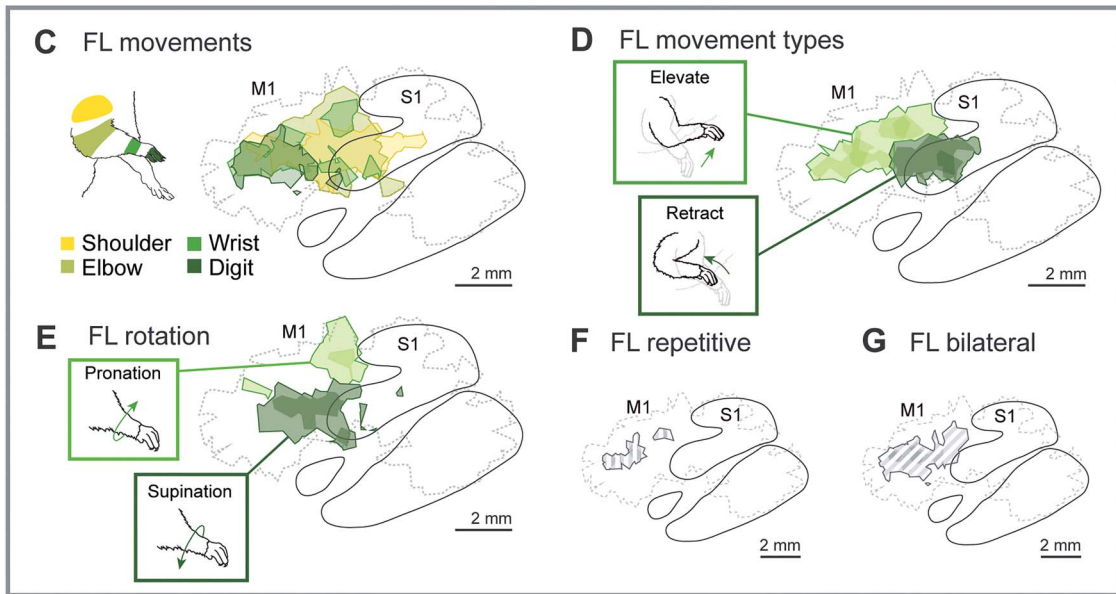 C FL movements
M1
S1
Shoulder
Wrist
Elbow
Digit
2 mm
D FL movement types
Elevate
M1
S1
Retract
2 mm
E FL rotation
M1
S1
Pronation
Supination
2 mm
F FL repetitive
M1
S1
2 mm
G FL bilateral
M1
S1
2 mm